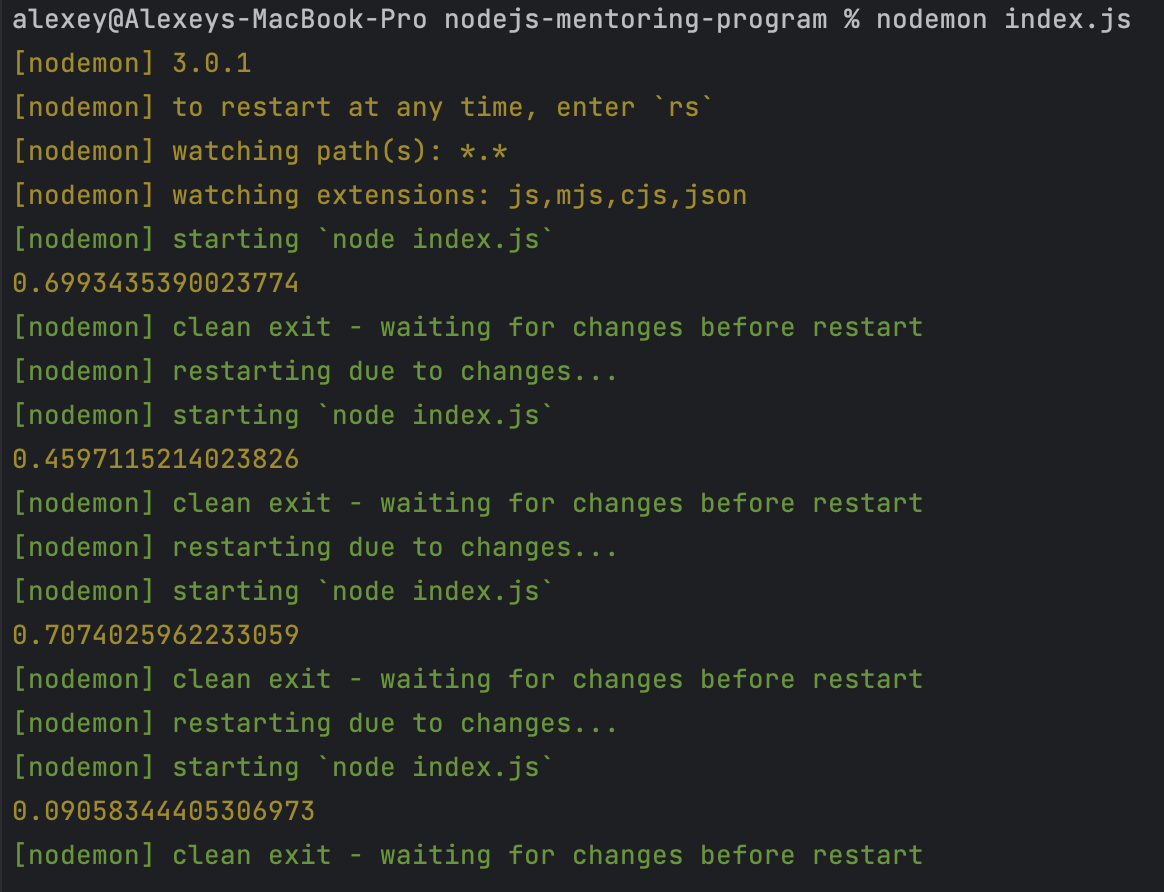 alexey@Alexeys-MacBook-Pro nodejs-mentoring-program % nodemon index.js
[nodemon] 3.0.1
[nodemon] to restart at any time, enter `rs`
[nodemon] watching path(s): *.*
[nodemon] watching extensions: js,mjs,cjs,json
[nodemon] starting `node index.js`
0.6993435390023774
[nodemon] clean exit - waiting for changes before restart
[nodemon] restarting due to changes...
[nodemon] starting `node index.js`
0.4597115214023826
[nodemon] clean exit - waiting for changes before restart
[nodemon] restarting due to changes...
[nodemon] starting `node index.js`
0.7074025962233059
[nodemon] clean exit - waiting for changes before restart
[nodemon] restarting due to changes...
[nodemon] starting `node index.js`
0.09058344405306973
[nodemon] clean exit - waiting for changes before restart